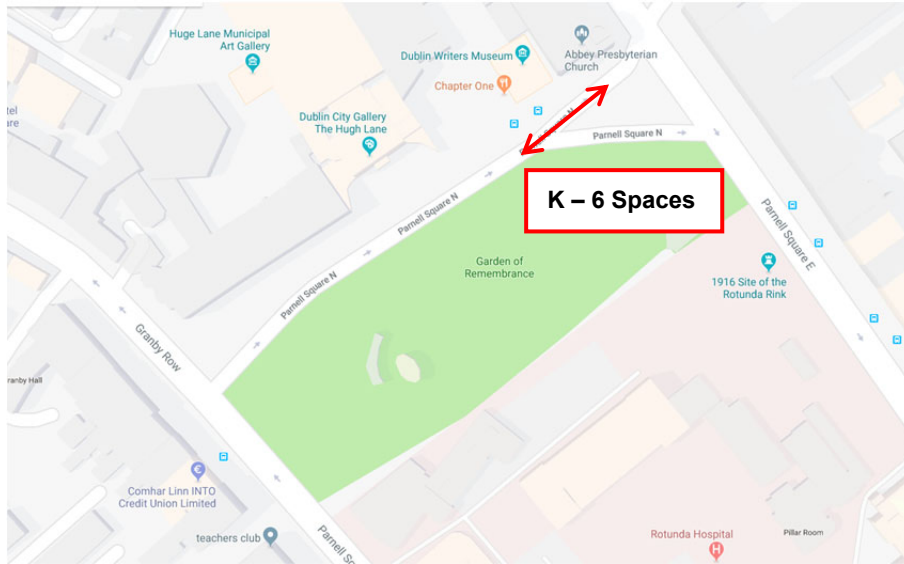 Huge Lane Municipal
Art Gallery
Dublin Writers Museum
Abbey Presbyterian
Church
Chapter One
Dublin City Gallery
The Hugh Lane
Parnell Square N
K – 6 Spaces
Parnell Square N
Parnell Square N
Parnell Square E
Garden of
Remembrance
1916 Site of the
Rotunda Rink
Granby Row
Comhar Linn INTO
Credit Union Limited
teachers club
Rotunda Hospital
H
Pillar Room